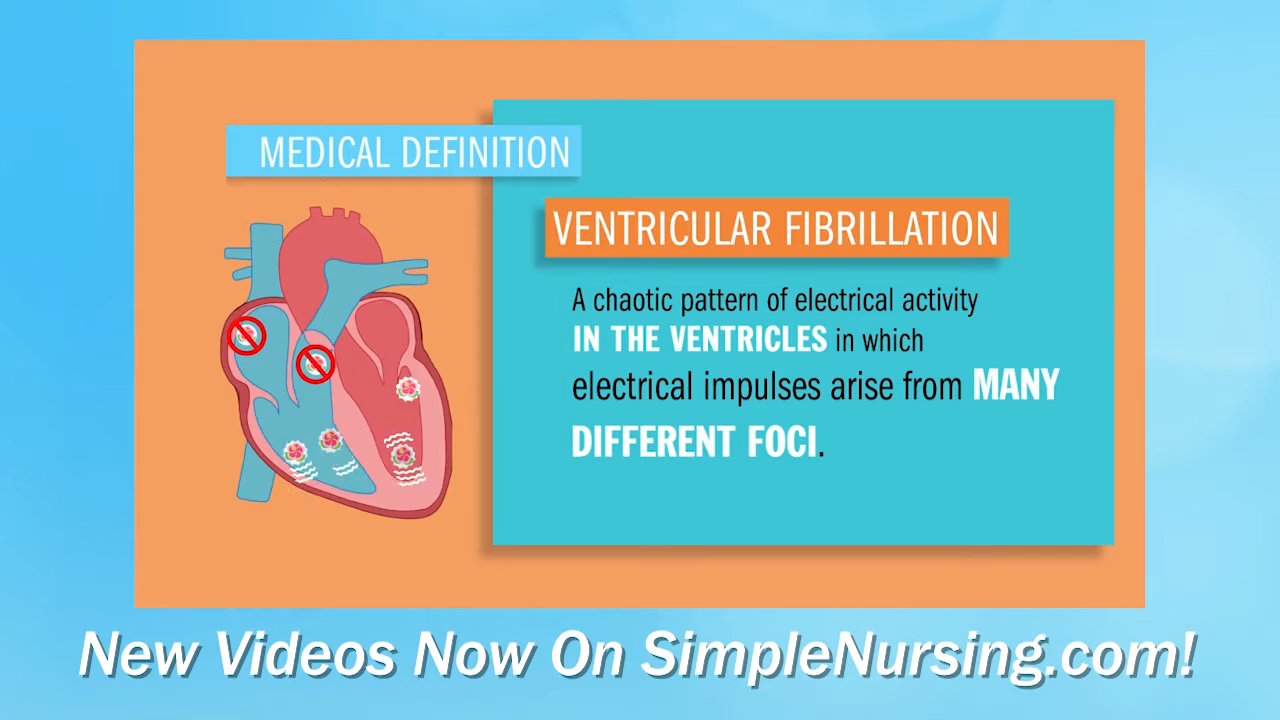 MEDICAL DEFINITION
VENTRICULAR FIBRILLATION
A chaotic pattern of electrical activity
IN THE VENTRICLES in which
electrical impulses arise from MANY
DIFFERENT FOCI.
New Videos Now On SimpleNursing.com!